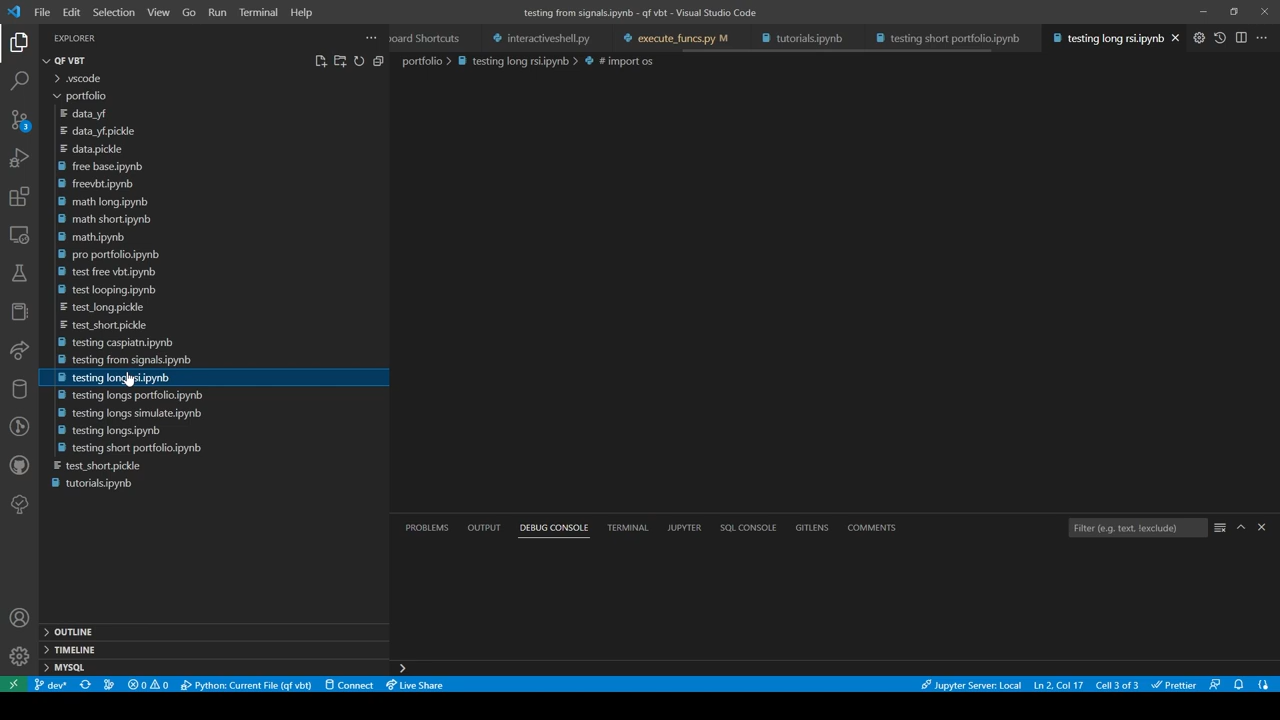 File Edit Selection View Go Run Terminal Help testing from signals.ipynb - qf vbt - Visual Studio Code
EXPLORER
board Shortcuts interactiveshell.py execute_funcs.py M tutorials.ipynb testing short portfolio.ipynb testing long rsi.ipynb
QF VBT
portfolio > testing long rsi.ipynb > # import os
.vscode
portfolio
data_yf
data_yf.pickle
data.pickle
free base.ipynb
freevbt.ipynb
math long.ipynb
math short.ipynb
math.ipynb
pro portfolio.ipynb
test free vbt.ipynb
test looping.ipynb
test_long.pickle
test_short.pickle
testing caspiatn.ipynb
testing from signals.ipynb
testing long rsi.ipynb
testing longs portfolio.ipynb
testing longs simulate.ipynb
testing longs.ipynb
testing short portfolio.ipynb
test_short.pickle
tutorials.ipynb
PROBLEMS OUTPUT DEBUG CONSOLE TERMINAL JUPYTER SQL CONSOLE GITLENS COMMENTS Filter (e.g. text, !exclude)
OUTLINE
TIMELINE
MYSQL
3
dev* 0 0 Python: Current File (qf vbt) Connect Live Share Jupyter Server: Local Ln 2, Col 17 Cell 3 of 3 Prettier